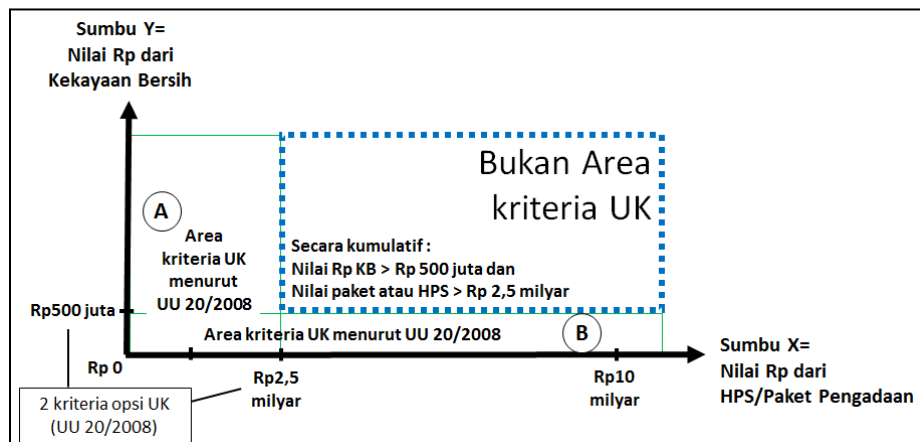 Sumbu Y=
Nilai Rp dari
Kekayaan Bersih
Bukan Area
kriteria UK
A
Area
kriteria UK
menurut
UU 20/2008
Secara kumulatif :
Nilai Rp KB > Rp 500 juta dan
Nilai paket atau HPS > Rp 2,5 milyar
Rp500 juta
Area kriteria UK menurut UU 20/2008
B
Rp 0
Rp2,5
milyar
Rp10
milyar
Sumbu X=
Nilai Rp dari
HPS/Paket Pengadaan
2 kriteria opsi UK
(UU 20/2008)